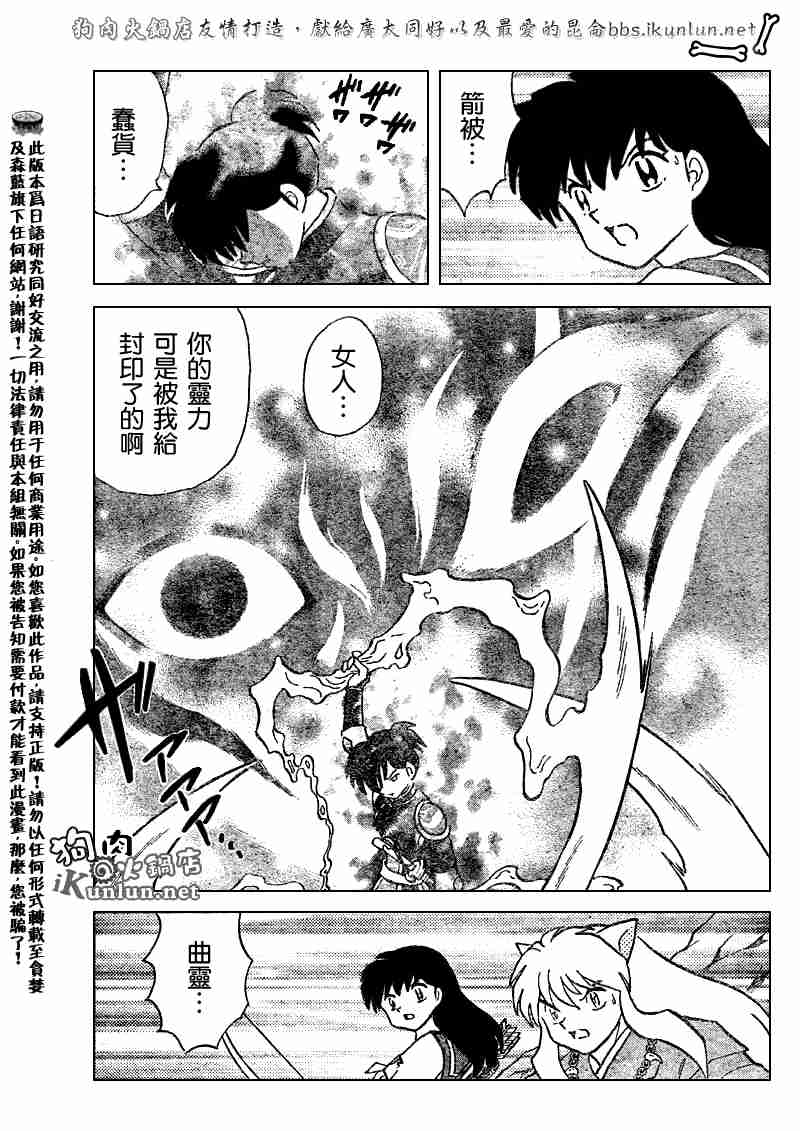 狗肉火鍋店友情打造，獻給廣大同好以及最愛的昆侖bbs.ikunlun.net
箭被…
蠢貨…
ザワ
ザワ
女人…
你的靈力
可是被我給
封印了的啊
曲靈…
此版本爲日語研究同好交流之用，請勿用于任何商業用途。如您喜歡此作品，請支持正版！請勿以任何形式轉載至貪婪
及森藍旗下任何網站，謝謝！一切法律責任與本組無關。如果您被告知需要付款才能看到此漫畫，那麽，您被騙了！
狗肉火鍋店
iKunlun.net